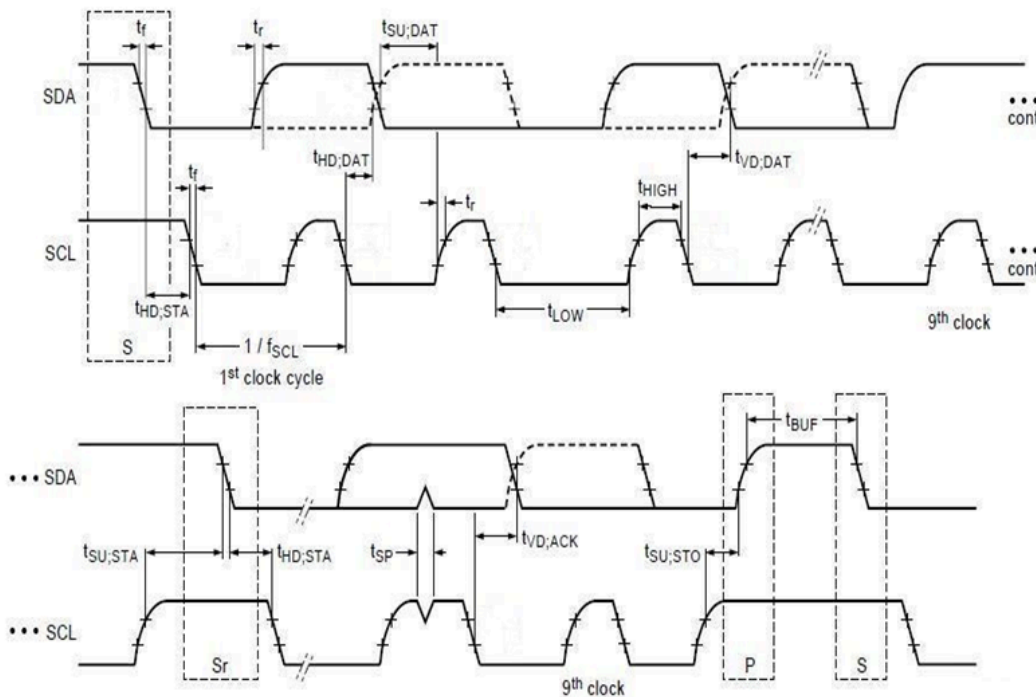 tf
tr
tSU;DAT
SDA
••• cont
tHD;DAT
tVD;DAT
tf
tr
tHIGH
SCL
••• cont
tHD;STA
tLOW
9th clock
S
1 / fSCL
1st clock cycle
tBUF
••• SDA
tSU;STA
tHD;STA
tSP
tVD;ACK
tSU;STO
••• SCL
Sr
P
S
9th clock